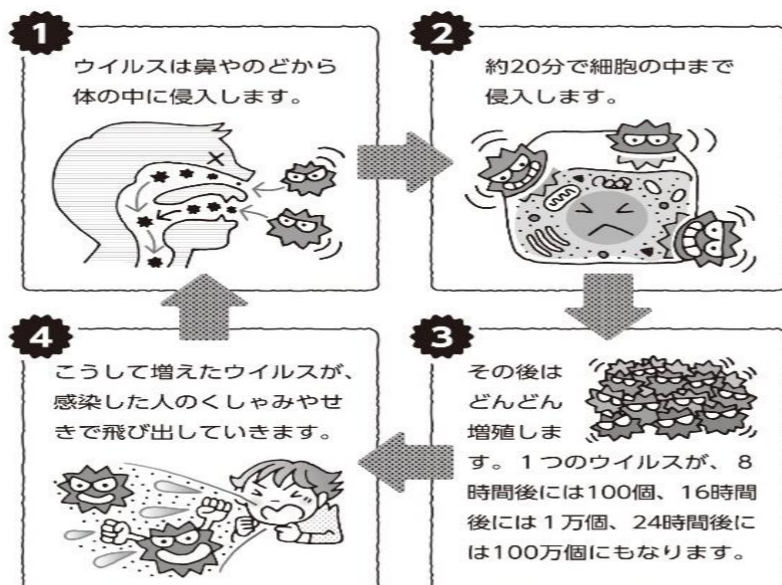 1
ウイルスは鼻やのどから
体の中に侵入します。
2
約20分で細胞の中まで
侵入します。
3
その後は
どんどん
増殖しま
す。1つのウイルスが、8
時間後には100個、16時間
後には1万個、24時間後に
は100万個にもなります。
4
こうして増えたウイルスが、
感染した人のくしゃみやせ
きで飛び出していきます。